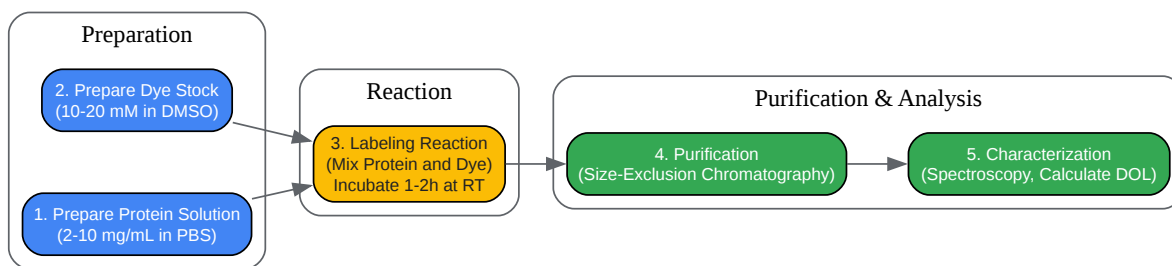 Preparation
2. Prepare Dye Stock
(10-20 mM in DMSO)
1. Prepare Protein Solution
(2-10 mg/mL in PBS)
Reaction
3. Labeling Reaction
(Mix Protein and Dye)
Incubate 1-2h at RT
Purification & Analysis
4. Purification
(Size-Exclusion Chromatography)
5. Characterization
(Spectroscopy, Calculate DOL)